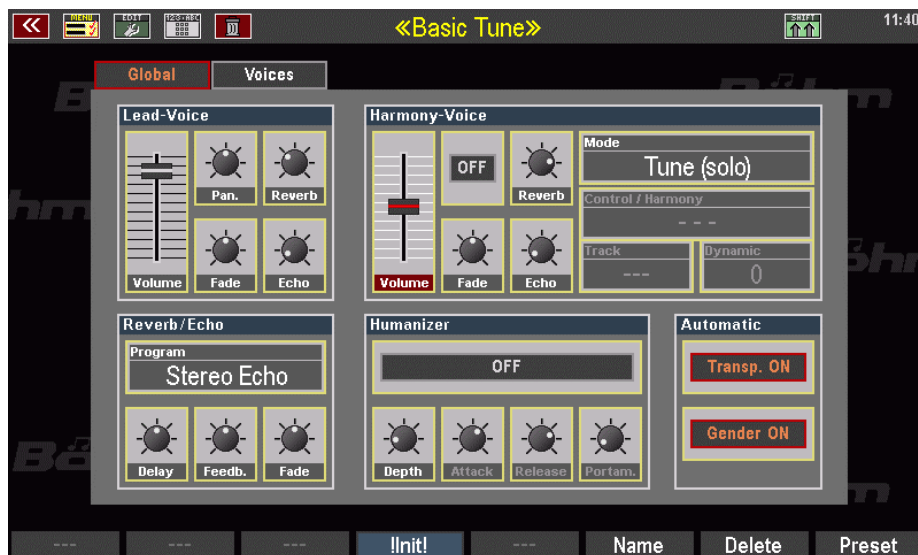 MENU
EDIT
123·ABC
«Basic Tune»
SHIFT
11:40
Global
Voices
Lead-Voice
Pan.
Reverb
Volume
Fade
Echo
Harmony-Voice
OFF
Reverb
Volume
Fade
Echo
Mode
Tune (solo)
Control / Harmony
- - -
Track
---
Dynamic
0
Reverb/Echo
Program
Stereo Echo
Delay
Feedb.
Fade
Humanizer
OFF
Depth
Attack
Release
Portam.
Automatic
Transp. ON
Gender ON
---
---
---
!Init!
---
Name
Delete
Preset